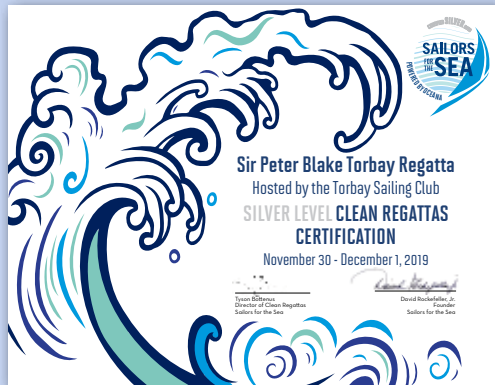 SILVER
SAILORS
FOR THE SEA
POWERED BY OCEANA
Sir Peter Blake Torbay Regatta
Hosted by the Torbay Sailing Club
SILVER LEVEL CLEAN REGATTAS
CERTIFICATION
November 30 - December 1, 2019
Tyson Bottenus
Director of Clean Regattas
Sailors for the Sea
David Rockefeller, Jr.
Founder
Sailors for the Sea